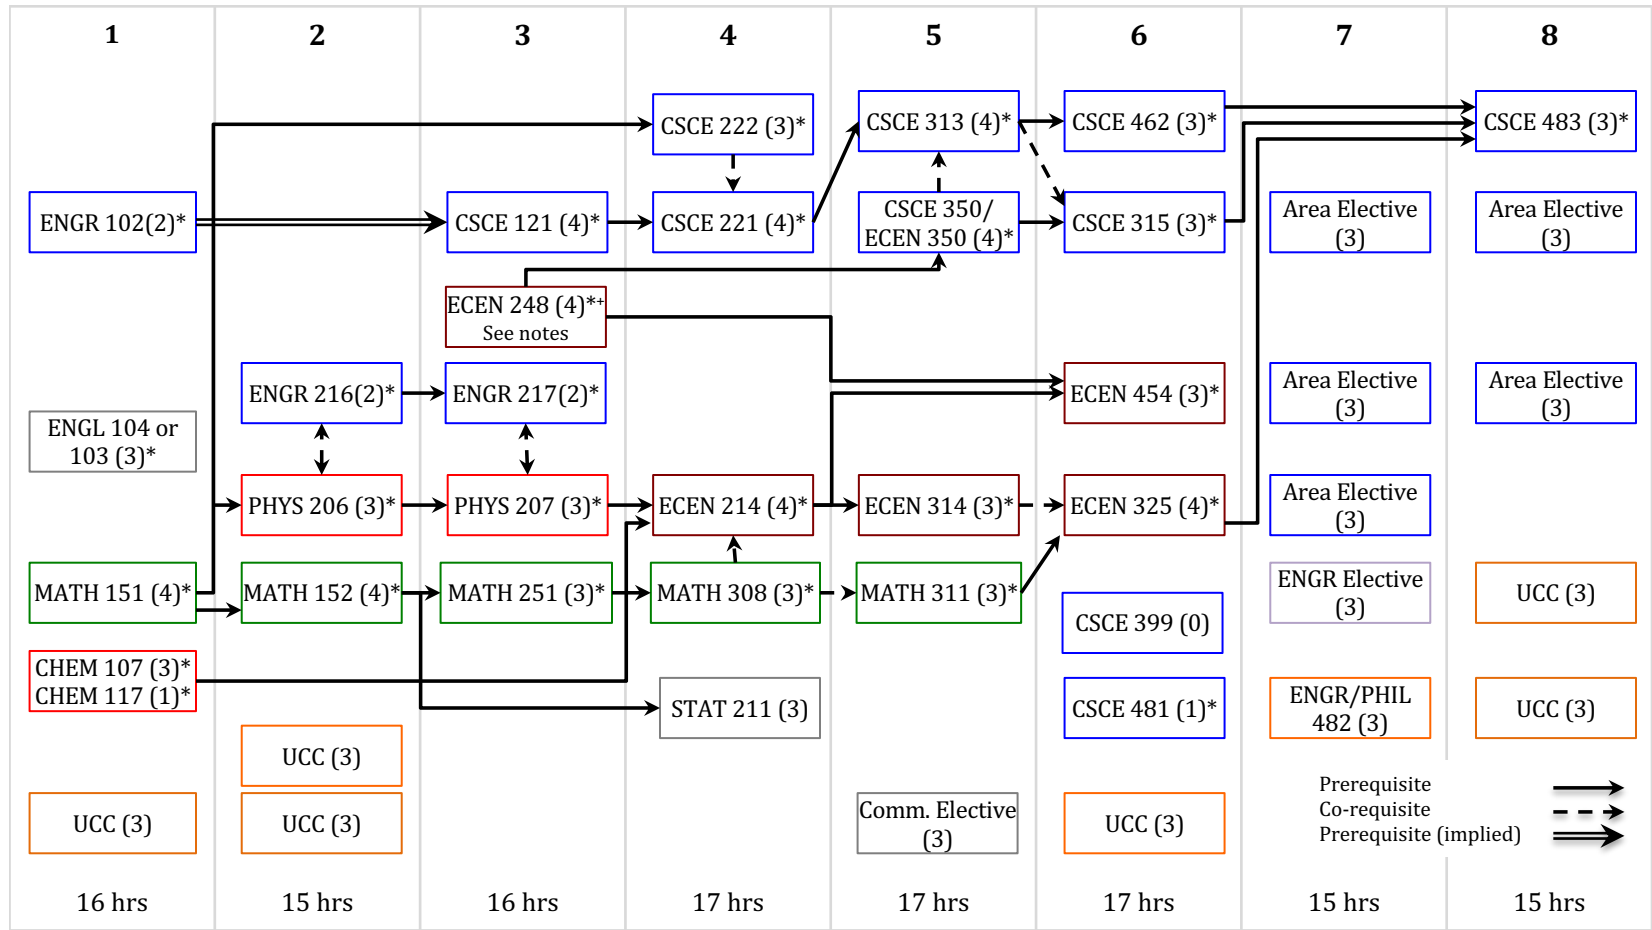 1
2
3
4
5
6
7
8
CSCE 222 (3)*
CSCE 313 (4)*
CSCE 462 (3)*
CSCE 483 (3)*
ENGR 102(2)*
CSCE 121 (4)*
CSCE 221 (4)*
CSCE 350/
ECEN 350 (4)*
CSCE 315 (3)*
Area Elective
(3)
Area Elective
(3)
ECEN 248 (4)*+
See notes
ENGR 216(2)*
ENGR 217(2)*
ECEN 454 (3)*
Area Elective
(3)
Area Elective
(3)
ENGL 104 or
103 (3)*
PHYS 206 (3)*
PHYS 207 (3)*
ECEN 214 (4)*
ECEN 314 (3)*
ECEN 325 (4)*
Area Elective
(3)
MATH 151 (4)*
MATH 152 (4)*
MATH 251 (3)*
MATH 308 (3)*
MATH 311 (3)*
CSCE 399 (0)
ENGR Elective
(3)
UCC (3)
CHEM 107 (3)*
CHEM 117 (1)*
STAT 211 (3)
CSCE 481 (1)*
ENGR/PHIL
482 (3)
UCC (3)
UCC (3)
UCC (3)
UCC (3)
Comm. Elective
(3)
UCC (3)
Prerequisite
Co-requisite
Prerequisite (implied)
16 hrs
15 hrs
16 hrs
17 hrs
17 hrs
17 hrs
15 hrs
15 hrs